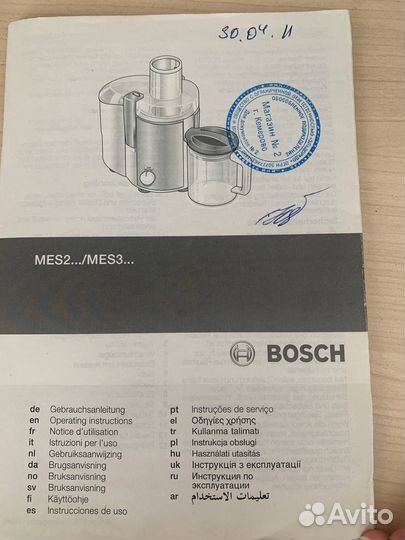 30.04.11
Магазин № 2
г. Кемерово
MES2.../MES3...
BOSCH
de Gebrauchsanleitung
en Operating instructions
fr Notice d'utilisation
it Istruzioni per l'uso
nl Gebruiksaanwijzing
da Brugsanvisning
no Bruksanvisning
sv Bruksanvisning
fi Käyttöohje
es Instrucciones de uso
pt Instruções de serviço
el Οδηγίες χρήσης
tr Kullanma talimatı
pl Instrukcja obsługi
hu Használati utasítás
uk Інструкція з експлуатації
ru Инструкция по
эксплуатации
ar تعليمات الاستخدام
Avito